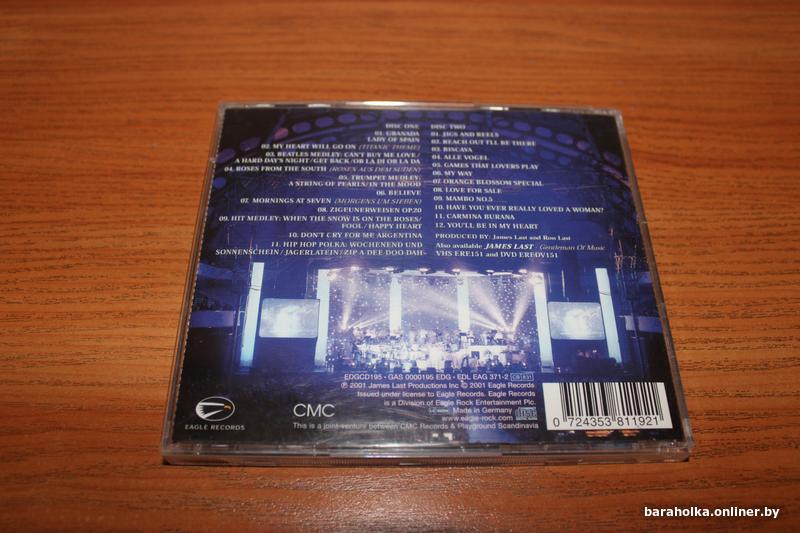 DISC ONE
01. GRANADA
LADY OF SPAIN
02. MY HEART WILL GO ON (TITANIC THEME)
03. BEATLES MEDLEY: CAN'T BUY ME LOVE/
A HARD DAY'S NIGHT/GET BACK/OB LA DI OB LA DA
04. ROSES FROM THE SOUTH (ROSEN AUS DEM SÜDEN)
05. TRUMPET MEDLEY:
A STRING OF PEARLS/IN THE MOOD
06. BELIEVE
07. MORNINGS AT SEVEN (MORGENS UM SIEBEN)
08. ZIGEUNERWEISEN OP.20
09. HIT MEDLEY: WHEN THE SNOW IS ON THE ROSES/
FOOL/HAPPY HEART
10. DON'T CRY FOR ME ARGENTINA
11. HIP HOP POLKA: WOCHENEND UND
SONNENSCHEIN/JAGERLATEIN/ZIP A-DEE-DOO-DAH-
DISC TWO
01. JIGS AND REELS
02. REACH OUT I'LL BE THERE
03. BISCAYA
04. ALLE VOGEL
05. GAMES THAT LOVERS PLAY
06. MY WAY
07. ORANGE BLOSSOM SPECIAL
08. LOVE FOR SALE
09. MAMBO NO.5
10. HAVE YOU EVER REALLY LOVED A WOMAN?
11. CARMINA BURANA
12. YOU'LL BE IN MY HEART
PRODUCED BY: James Last and Ron Last
Also available JAMES LAST - Gentleman Of Music
VHS ERE151 and DVD EREDV151
EDGCD195 • GAS 0000195 EDG • EDL EAG 371-2
℗ 2001 James Last Productions Inc © 2001 Eagle Records
Issued under license to Eagle Records. Eagle Records
is a Division of Eagle Rock Entertainment Plc.
Made in Germany
www.eagle-rock.com
EAGLE RECORDS
CMC
This is a joint venture between CMC Records & Playground Scandinavia
0 724353 811921
baraholka.onliner.by